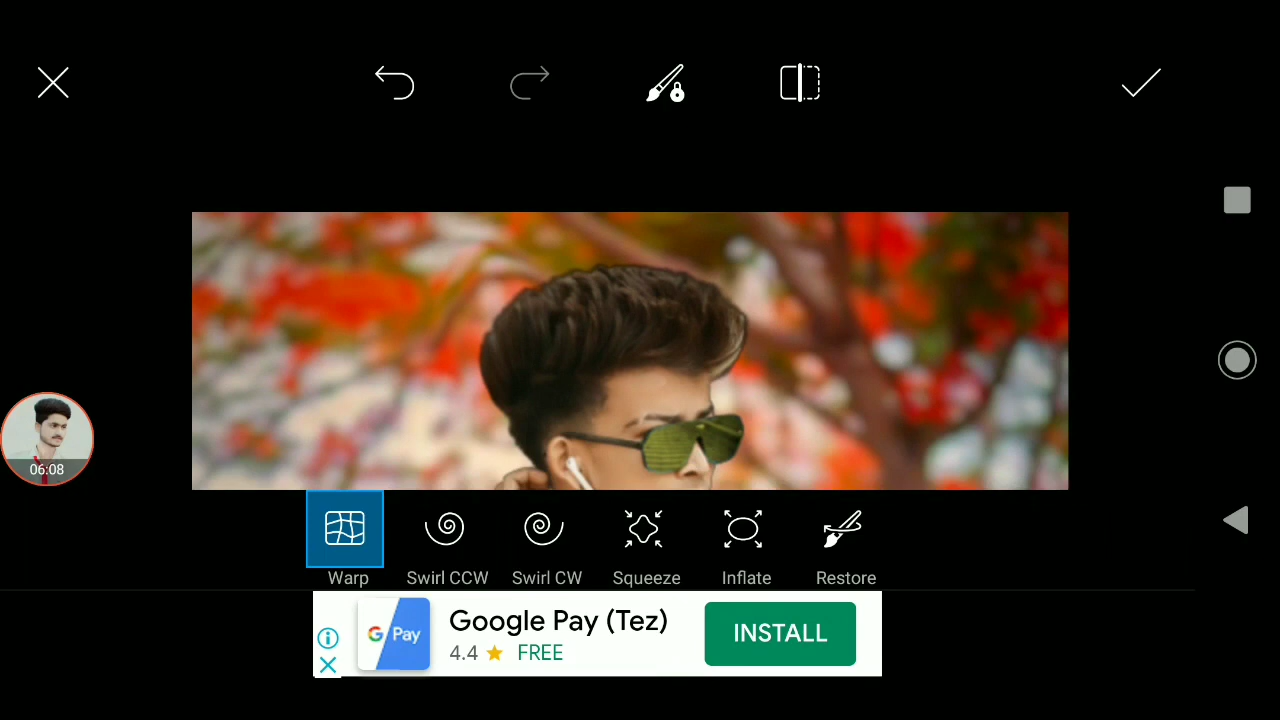 06:08
Warp
Swirl CCW
Swirl CW
Squeeze
Inflate
Restore
G Pay
Google Pay (Tez)
4.4 ★ FREE
INSTALL